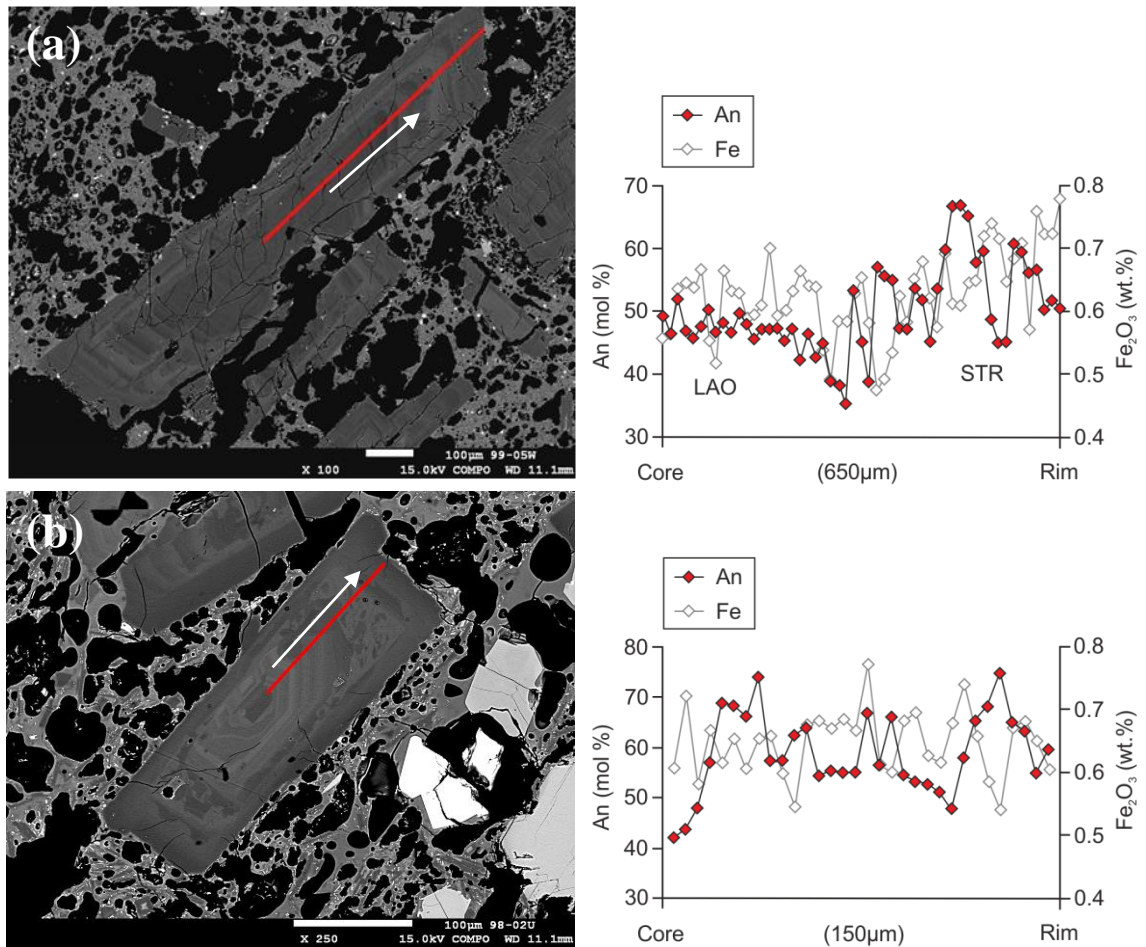 (a)
100µm 99-05W
X 100 15.0kV COMPO WD 11.1mm
An
Fe
70
60
50
40
30
An (mol %)
0.8
0.7
0.6
0.5
0.4
Fe2O3 (wt. %)
LAO
STR
Core (650µm) Rim
(b)
100µm 98-02U
X 250 15.0kV COMPO WD 11.1mm
An
Fe
80
70
60
50
40
30
An (mol %)
0.8
0.7
0.6
0.5
0.4
Fe2O3 (wt. %)
Core (150µm) Rim